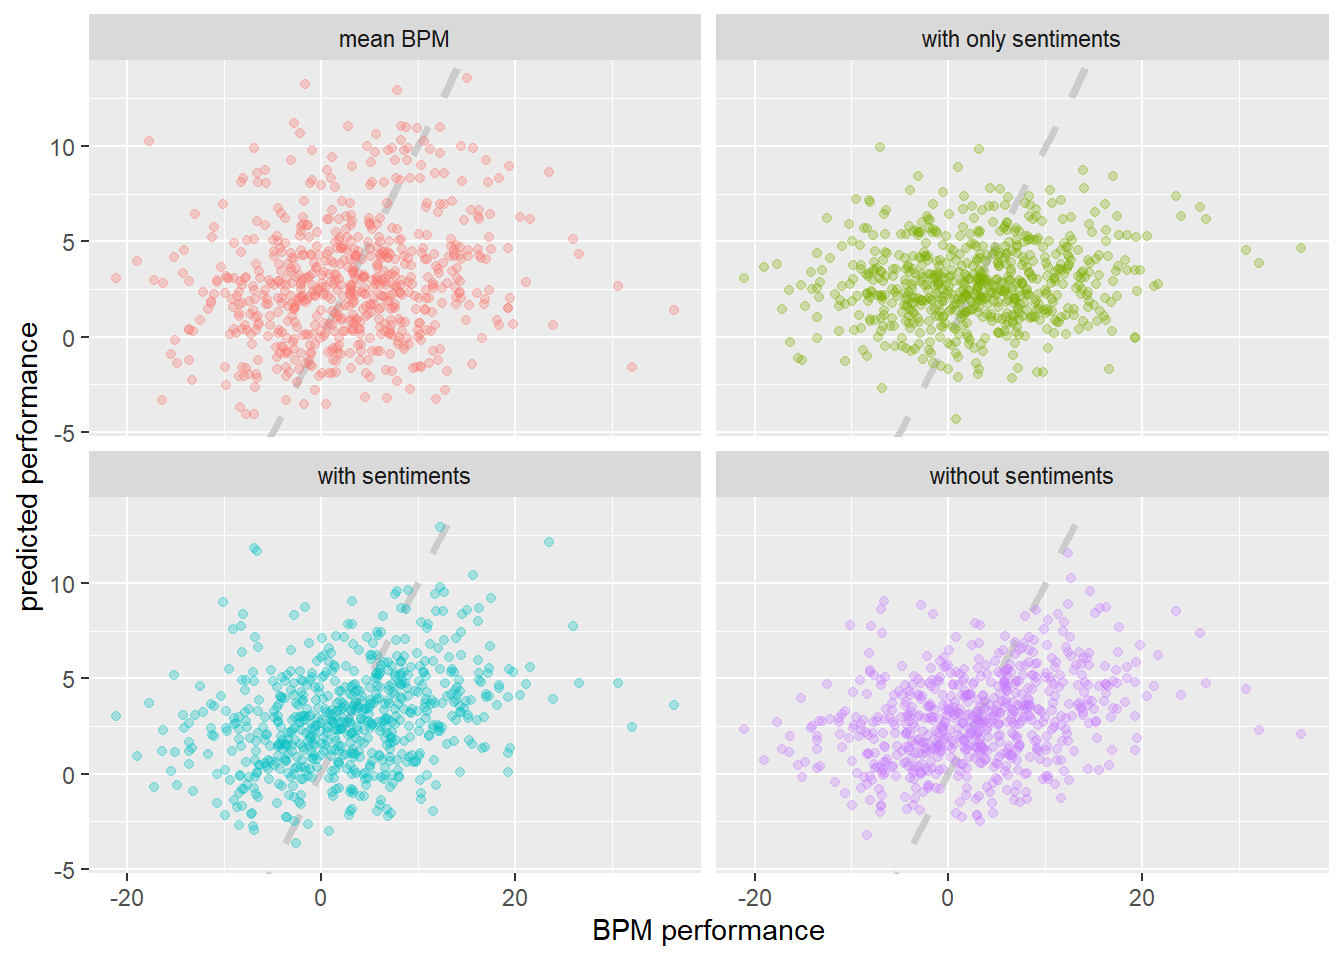 mean BPM
with only sentiments
10
5
0
-5
with sentiments
without sentiments
10
5
0
-5
-20
0
20
-20
0
20
predicted performance
BPM performance